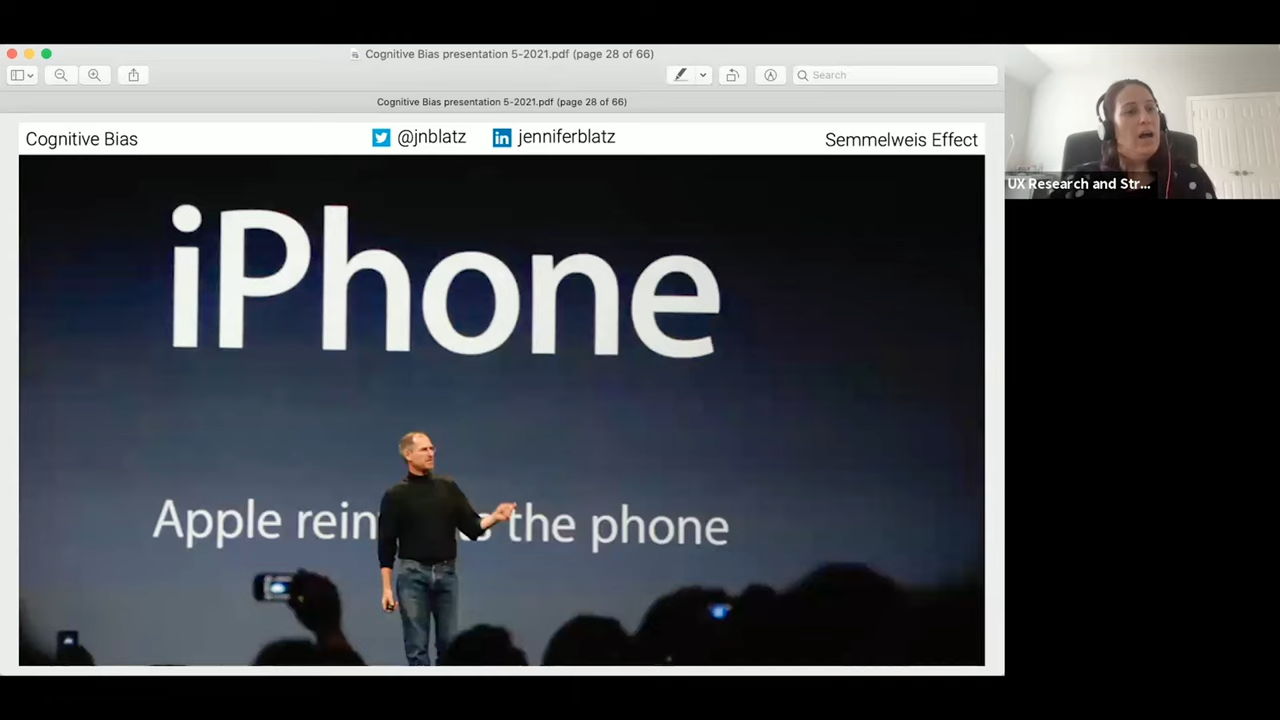 Cognitive Bias presentation 5-2021.pdf (page 28 of 66)
Search
Cognitive Bias presentation 5-2021.pdf (page 28 of 66)
Cognitive Bias
@jnblatz
in jenniferblatz
Semmelweis Effect
UX Research and Str...
iPhone
Apple rein s the phone